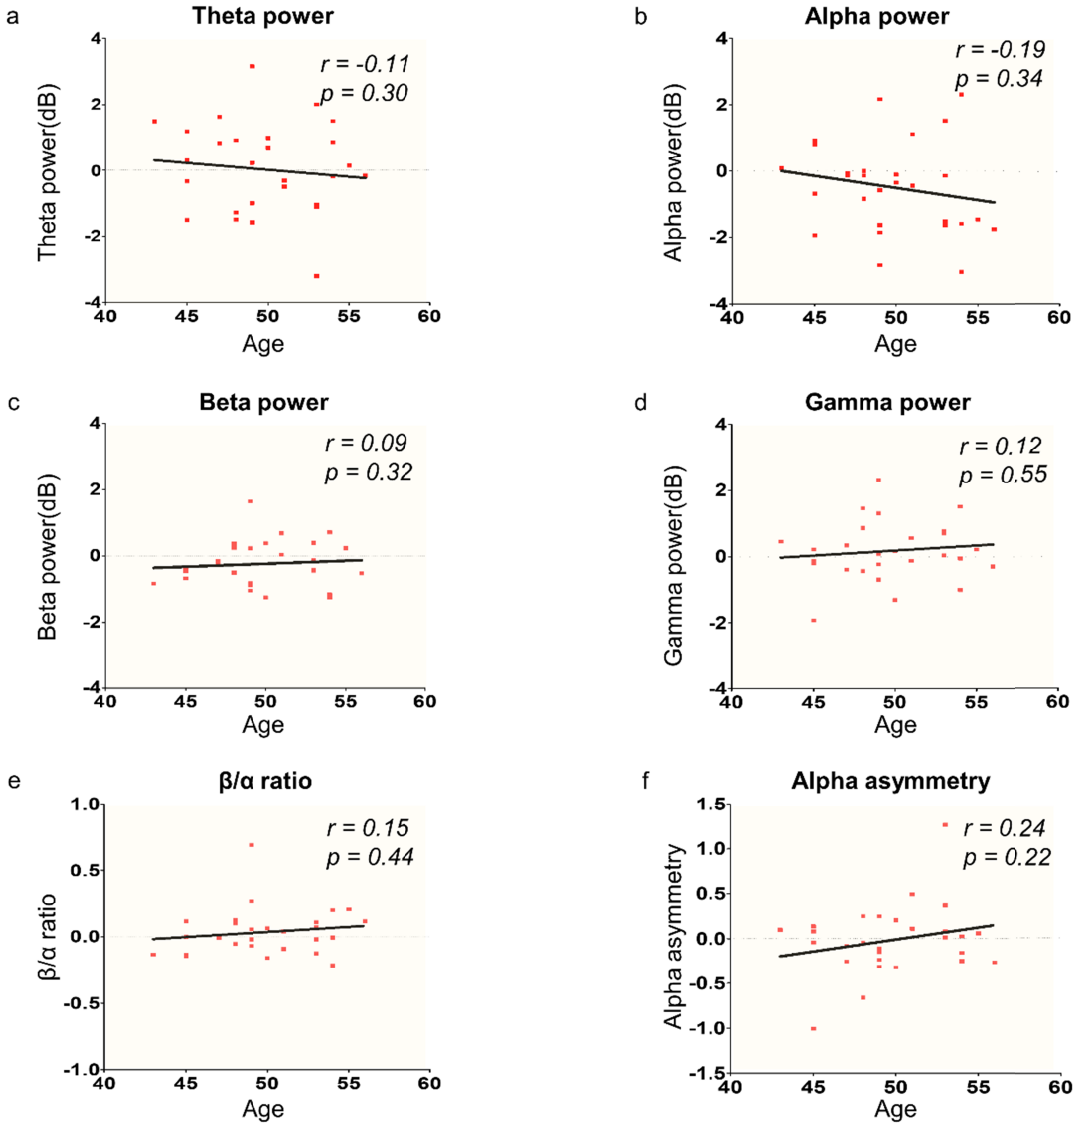 a
Theta power
4
2
0
-2
-4
Theta power(dB)
r = -0.11
p = 0.30
40 45 50 55 60
Age
b
Alpha power
4
2
0
-2
-4
Alpha power(dB)
r = -0.19
p = 0.34
40 45 50 55 60
Age
c
Beta power
4
2
0
-2
-4
Beta power(dB)
r = 0.09
p = 0.32
40 45 50 55 60
Age
d
Gamma power
4
2
0
-2
-4
Gamma power(dB)
r = 0.12
p = 0.55
40 45 50 55 60
Age
e
β/α ratio
1.0
0.5
0.0
-0.5
-1.0
β/α ratio
r = 0.15
p = 0.44
40 45 50 55 60
Age
f
Alpha asymmetry
1.5
1.0
0.5
0.0
-0.5
-1.0
-1.5
Alpha asymmetry
r = 0.24
p = 0.22
40 45 50 55 60
Age